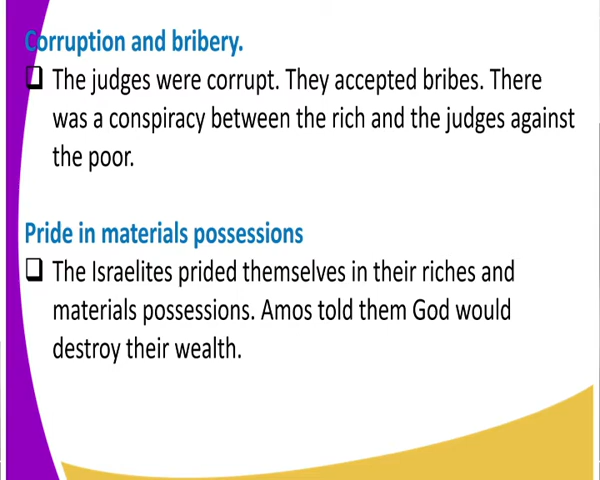 Corruption and bribery.
❑ The judges were corrupt. They accepted bribes. There
was a conspiracy between the rich and the judges against
the poor.
Pride in materials possessions
❑ The Israelites prided themselves in their riches and
materials possessions. Amos told them God would
destroy their wealth.